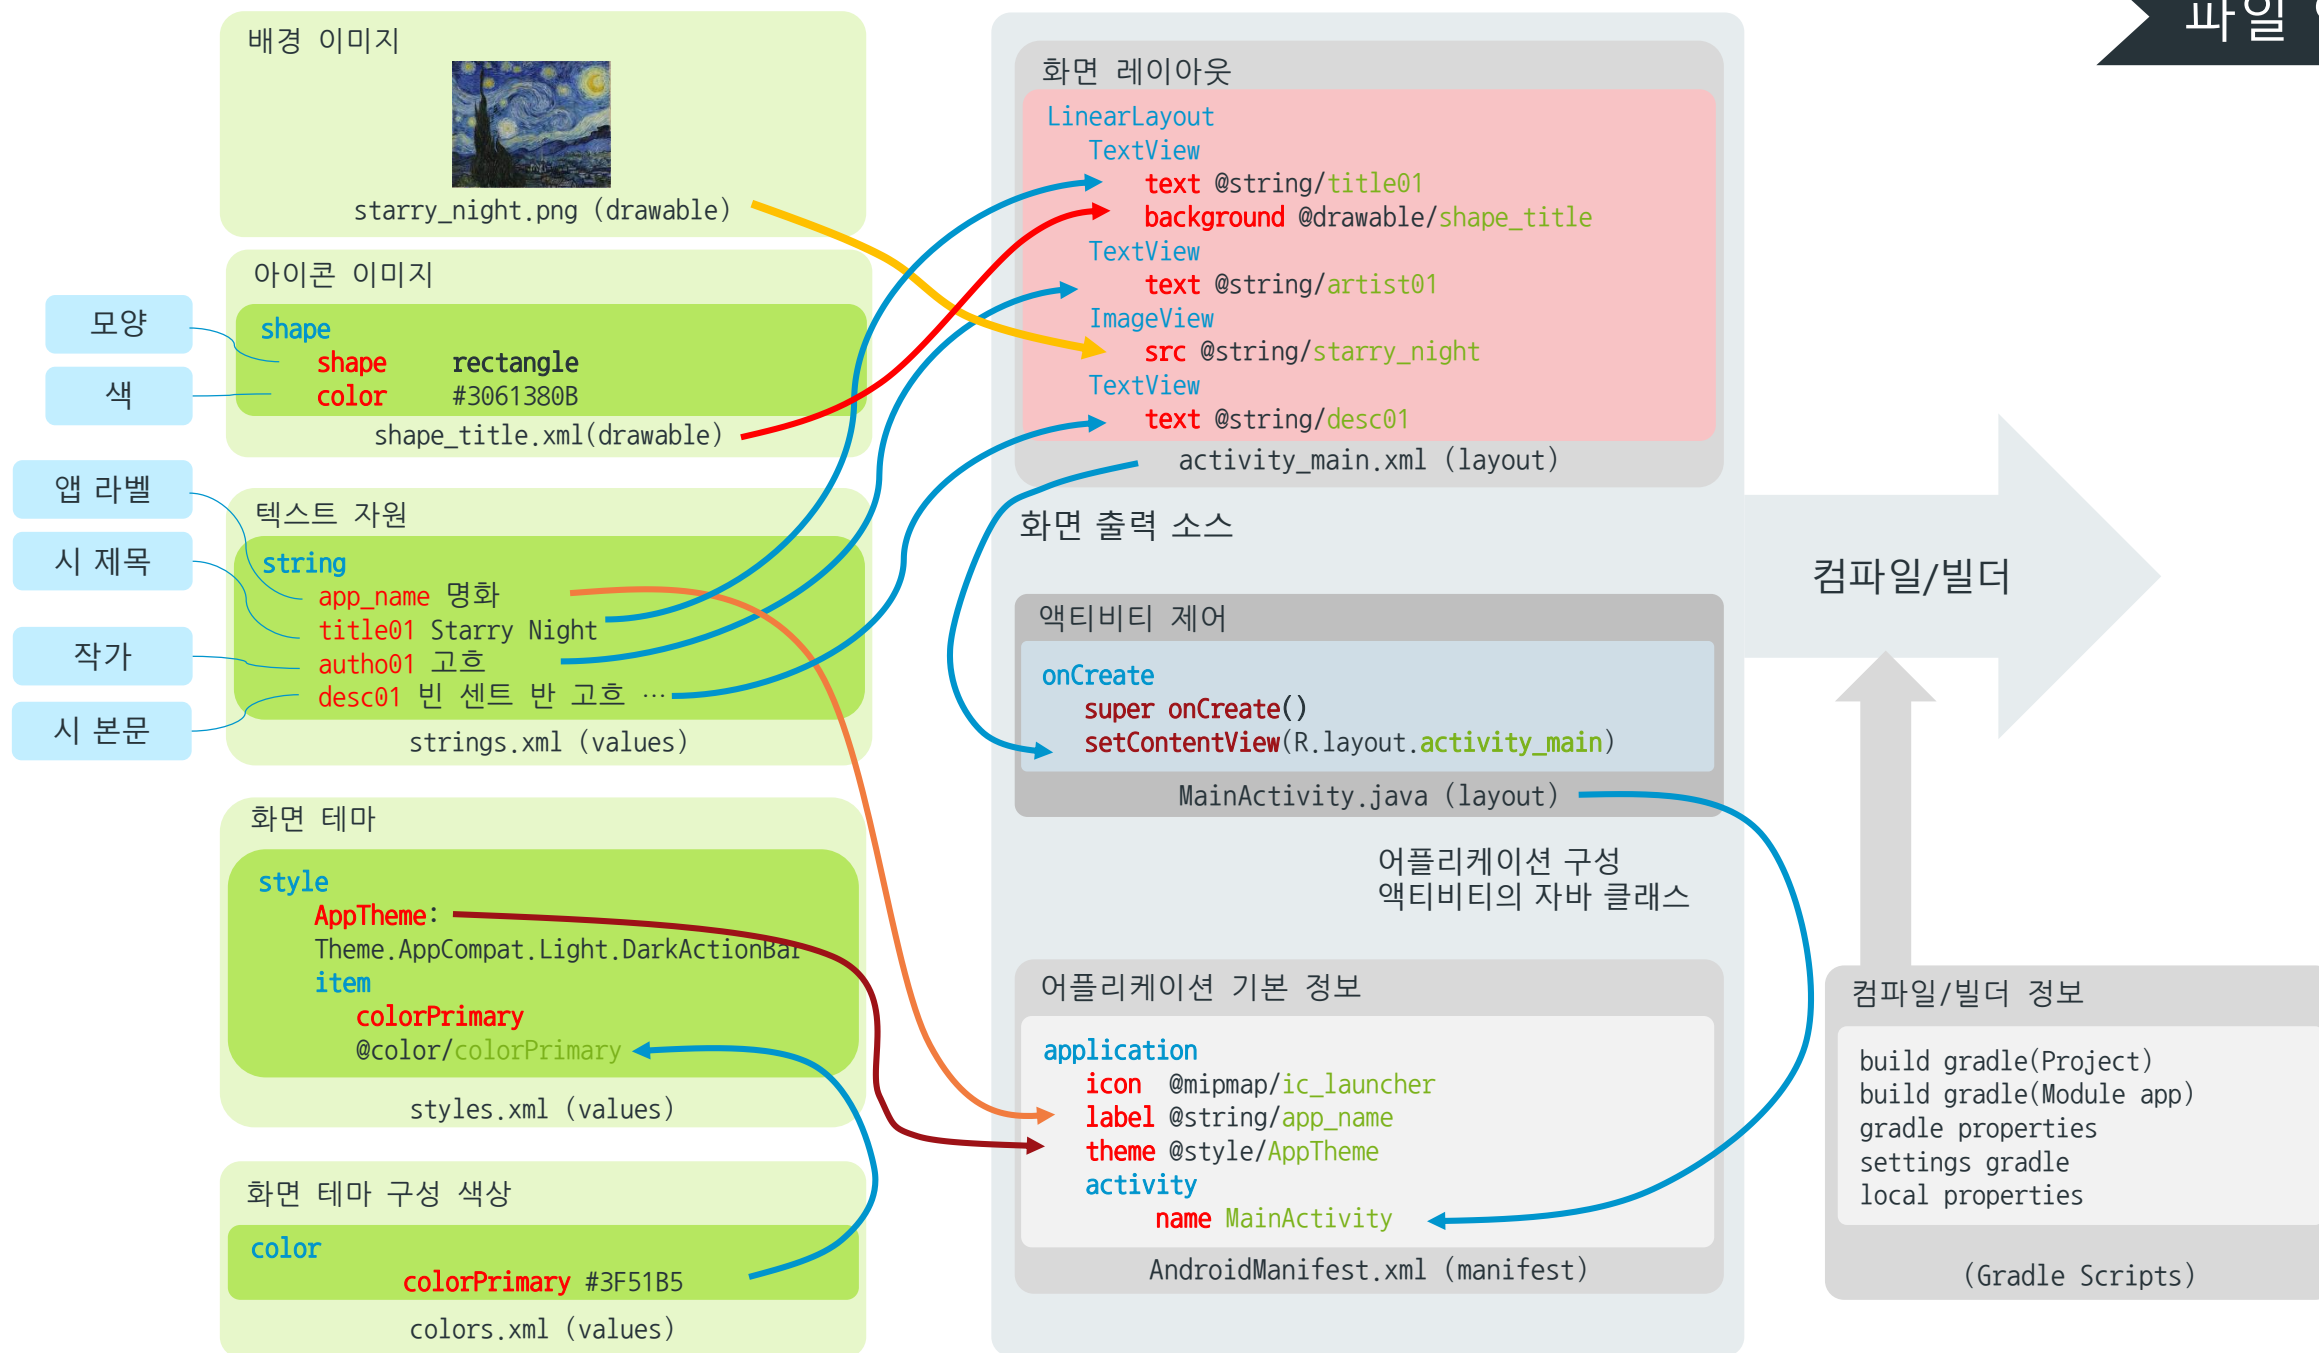 파일
배경 이미지
starry_night.png (drawable)
아이콘 이미지
모양
색
shape
shape rectangle
color #3061380B
shape_title.xml(drawable)
앱 라벨
시 제목
작가
시 본문
텍스트 자원
string
app_name 명화
title01 Starry Night
autho01 고흐
desc01 빈 센트 반 고흐 …
strings.xml (values)
화면 테마
style
AppTheme:
Theme.AppCompat.Light.DarkActionBar
item
colorPrimary
@color/colorPrimary
styles.xml (values)
화면 테마 구성 색상
color
colorPrimary #3F51B5
colors.xml (values)
화면 레이아웃
LinearLayout
TextView
text @string/title01
background @drawable/shape_title
TextView
text @string/artist01
ImageView
src @string/starry_night
TextView
text @string/desc01
activity_main.xml (layout)
화면 출력 소스
액티비티 제어
onCreate
super onCreate()
setContentView(R.layout.activity_main)
MainActivity.java (layout)
어플리케이션 구성
액티비티의 자바 클래스
어플리케이션 기본 정보
application
icon @mipmap/ic_launcher
label @string/app_name
theme @style/AppTheme
activity
name MainActivity
AndroidManifest.xml (manifest)
컴파일/빌더
컴파일/빌더 정보
build gradle(Project)
build gradle(Module app)
gradle properties
settings gradle
local properties
(Gradle Scripts)